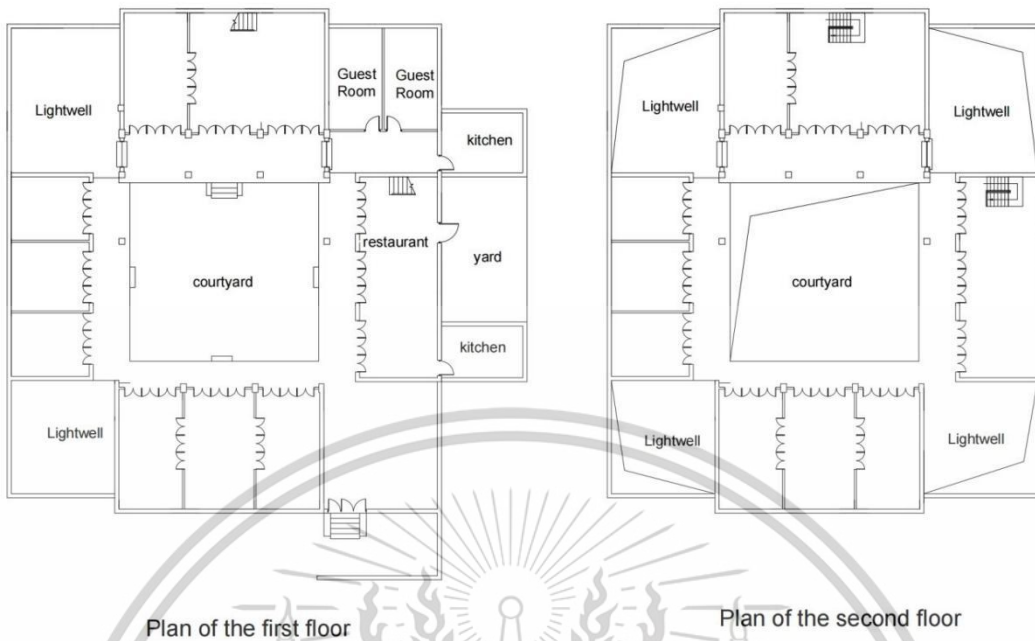 Lightwell
Guest
Room
Guest
Room
kitchen
restaurant
yard
courtyard
kitchen
Lightwell
Plan of the first floor
Lightwell
Lightwell
courtyard
Lightwell
Lightwell
Plan of the second floor